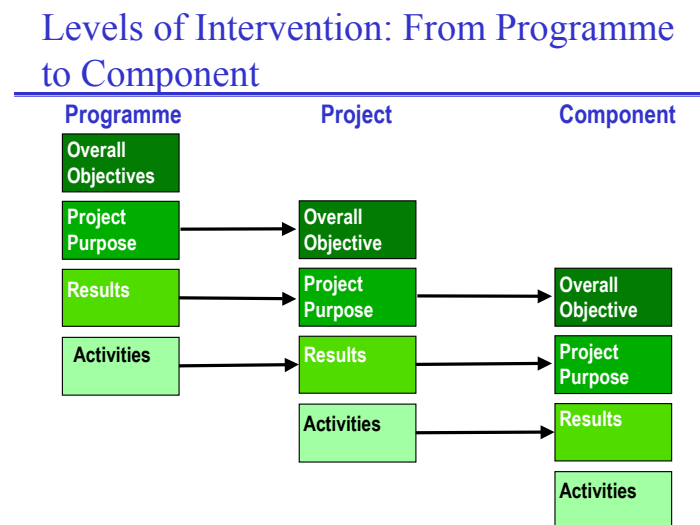 Levels of Intervention: From Programme
to Component
Programme
Project
Component
Overall
Objectives
Project
Purpose
Overall
Objective
Results
Project
Purpose
Overall
Objective
Activities
Results
Project
Purpose
Activities
Results
Activities